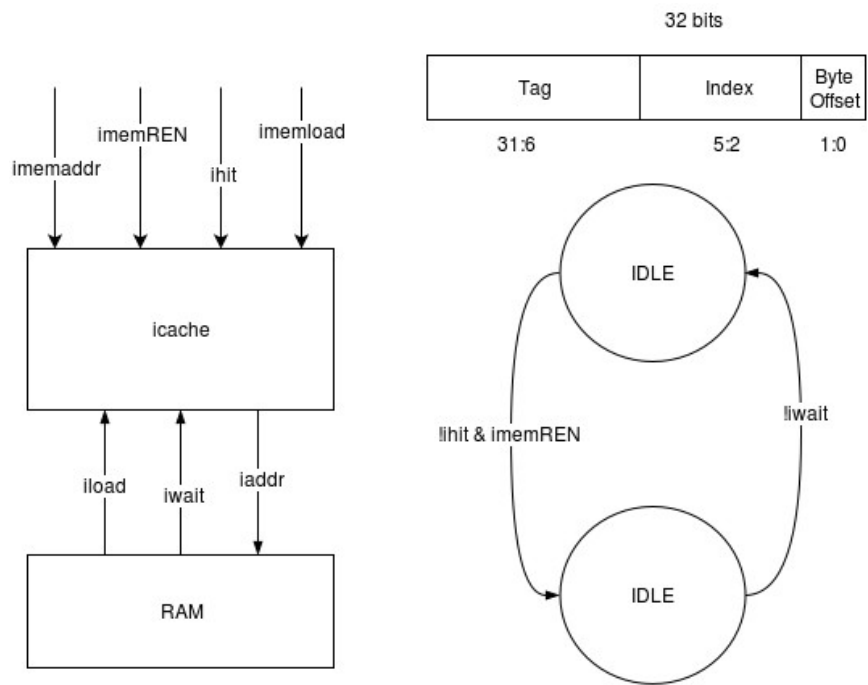 32 bits
Tag
Index
Byte
Offset
31:6
5:2
1:0
imemaddr
imemREN
ihit
imemload
icache
iload
iwait
iaddr
RAM
IDLE
!ihit & imemREN
!iwait
IDLE